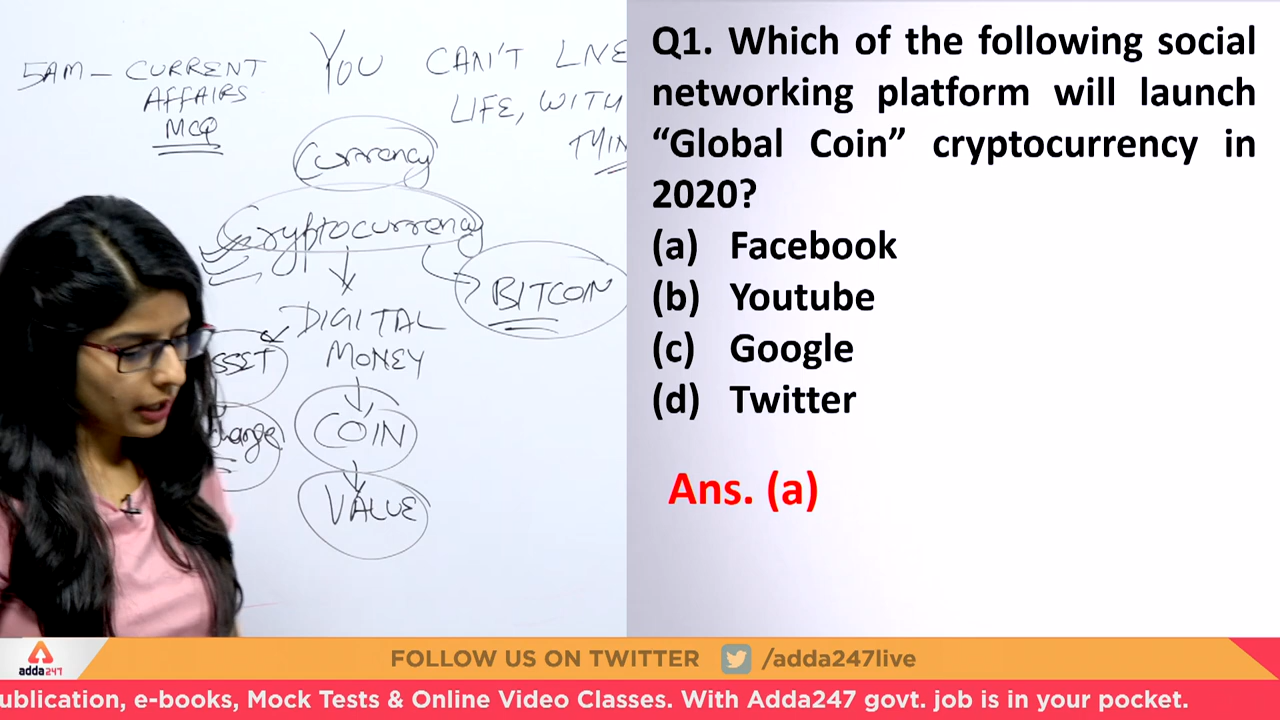 5AM – CURRENT
AFFAIRS
MCQ
YOU CAN'T LIVE
LIFE, WITH
THIN
Currency
Cryptocurrency
BITCOIN
DIGITAL
MONEY
SSET
change
COIN
VALUE
Q1. Which of the following social
networking platform will launch
“Global Coin” cryptocurrency in
2020?
(a) Facebook
(b) Youtube
(c) Google
(d) Twitter
Ans. (a)
adda247
FOLLOW US ON TWITTER /adda247live
ublication, e-books, Mock Tests & Online Video Classes. With Adda247 govt. job is in your pocket.